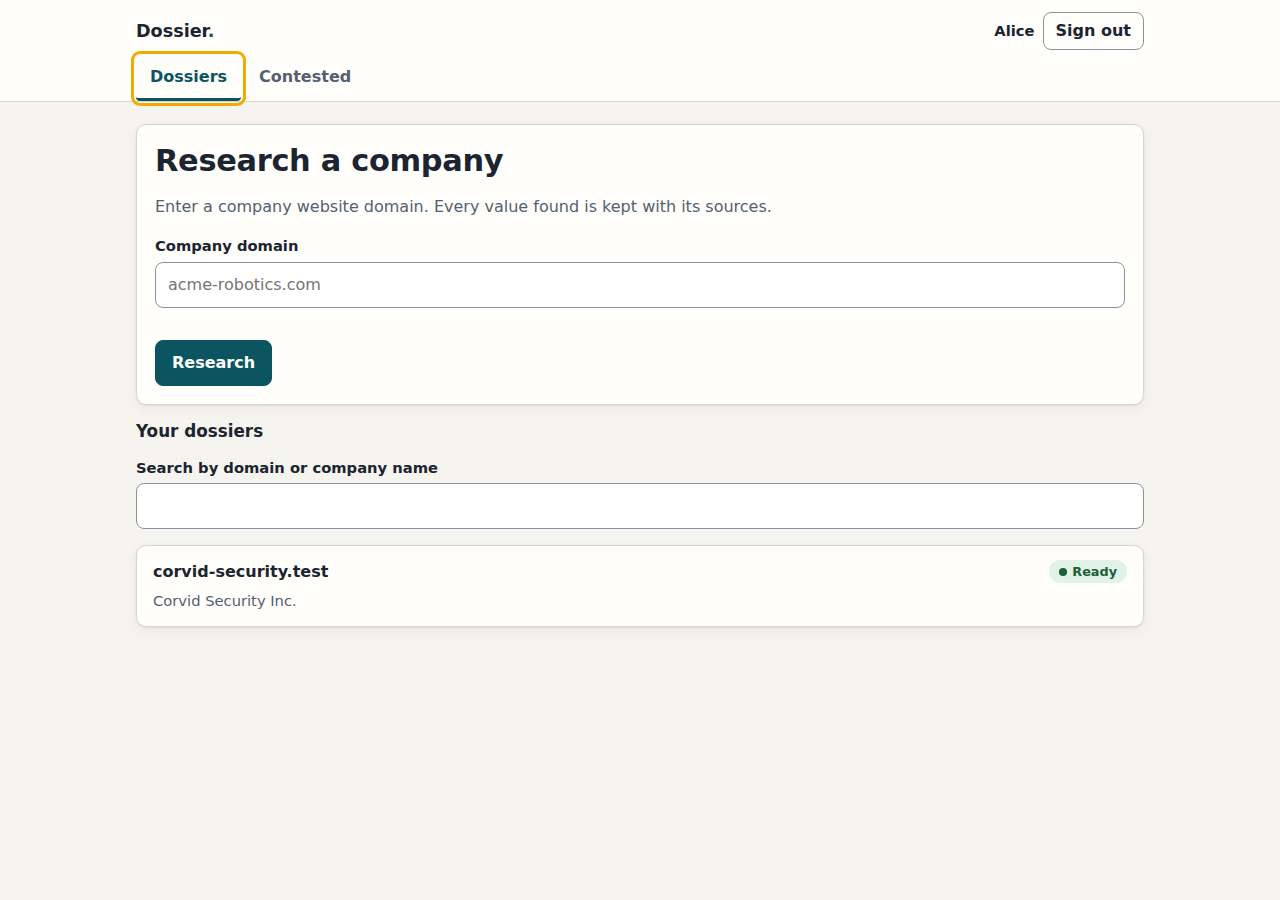 Dossier.
Alice
Sign out
Dossiers
Contested
Research a company
Enter a company website domain. Every value found is kept with its sources.
Company domain
acme-robotics.com
Research
Your dossiers
Search by domain or company name
corvid-security.test
Ready
Corvid Security Inc.